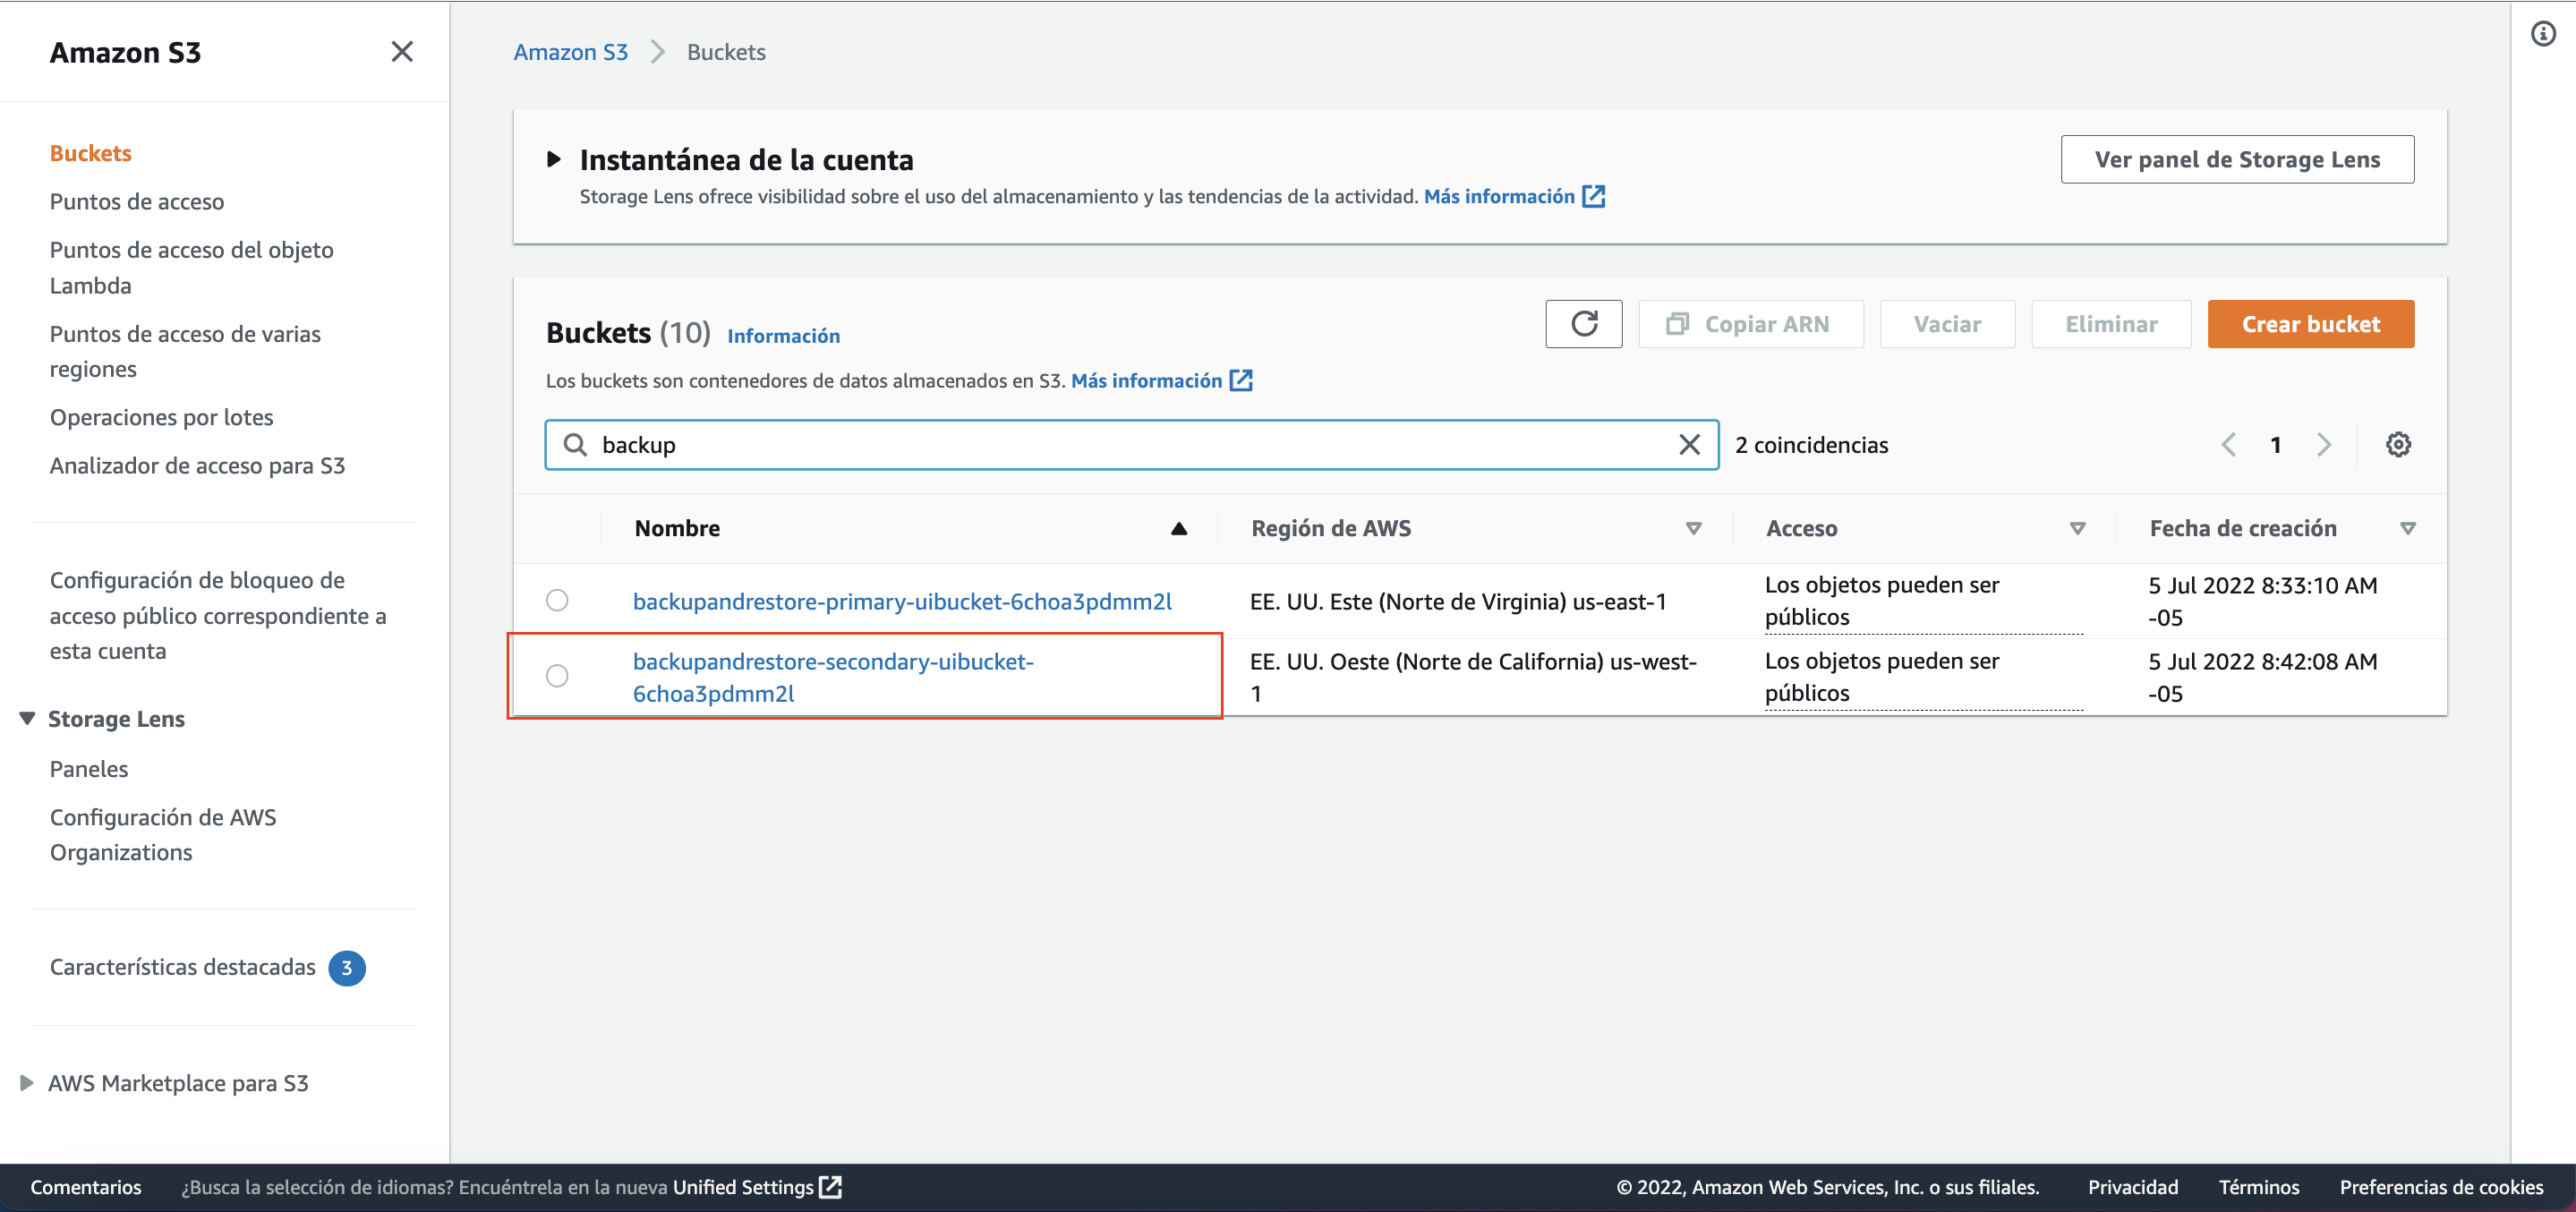 Amazon S3
Buckets
Puntos de acceso
Puntos de acceso del objeto
Lambda
Puntos de acceso de varias
regiones
Operaciones por lotes
Analizador de acceso para S3
Configuración de bloqueo de
acceso público correspondiente a
esta cuenta
Storage Lens
Paneles
Configuración de AWS
Organizations
Características destacadas 3
AWS Marketplace para S3
Amazon S3 Buckets
Instantánea de la cuenta
Storage Lens ofrece visibilidad sobre el uso del almacenamiento y las tendencias de la actividad. Más información
Ver panel de Storage Lens
Buckets (10) Información
Copiar ARN Vaciar Eliminar Crear bucket
Los buckets son contenedores de datos almacenados en S3. Más información
backup 2 coincidencias 1
Nombre Región de AWS Acceso Fecha de creación
backupandrestore-primary-uibucket-6choa3pdmm2l
EE. UU. Este (Norte de Virginia) us-east-1
Los objetos pueden ser
públicos
5 Jul 2022 8:33:10 AM
-05
backupandrestore-secondary-uibucket-
6choa3pdmm2l
EE. UU. Oeste (Norte de California) us-west-
1
Los objetos pueden ser
públicos
5 Jul 2022 8:42:08 AM
-05
Comentarios ¿Busca la selección de idiomas? Encuéntrela en la nueva Unified Settings © 2022, Amazon Web Services, Inc. o sus filiales. Privacidad Términos Preferencias de cookies